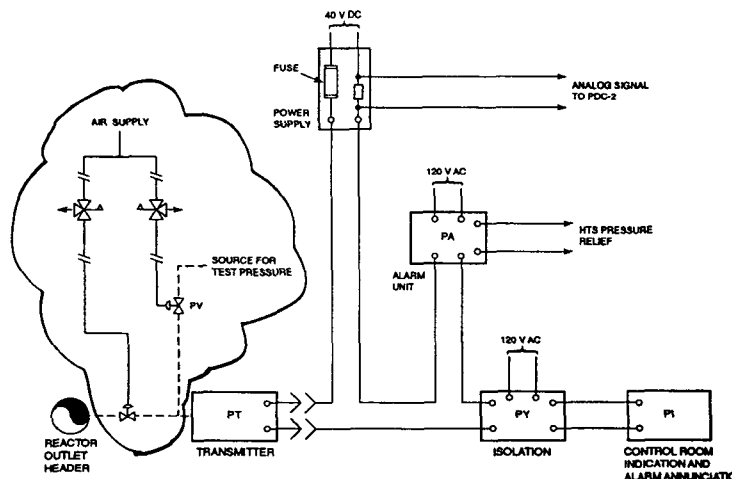 40 V DC
FUSE
POWER
SUPPLY
ANALOG SIGNAL
TO PDC-2
AIR SUPPLY
120 V AC
PA
HTS PRESSURE
RELIEF
ALARM
UNIT
SOURCE FOR
TEST PRESSURE
PV
120 V AC
PT
PY
PI
REACTOR
OUTLET
HEADER
TRANSMITTER
ISOLATION
CONTROL ROOM
INDICATION AND
ALARM ANNUNCIATIO